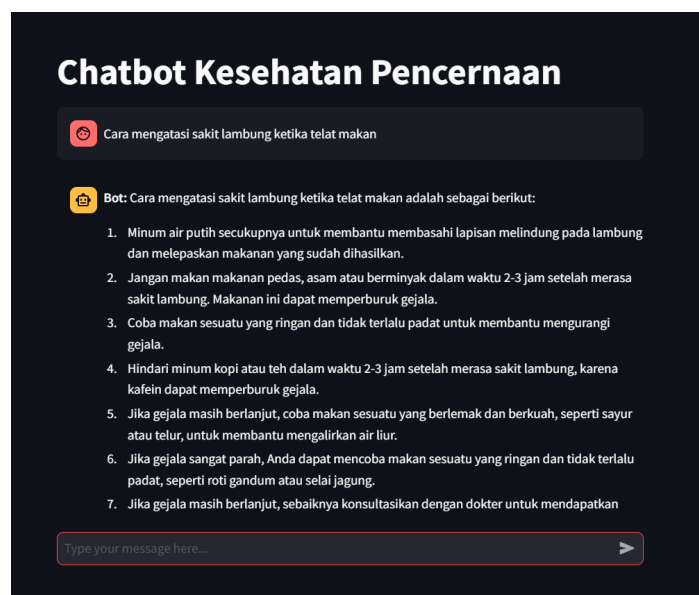 Chatbot Kesehatan Pencernaan
Cara mengatasi sakit lambung ketika telat makan
Bot: Cara mengatasi sakit lambung ketika telat makan adalah sebagai berikut:
1. Minum air putih secukupnya untuk membantu membasahi lapisan melindung pada lambung
dan melepaskan makanan yang sudah dihasilkan.
2. Jangan makan makanan pedas, asam atau berminyak dalam waktu 2-3 jam setelah merasa
sakit lambung. Makanan ini dapat memperburuk gejala.
3. Coba makan sesuatu yang ringan dan tidak terlalu padat untuk membantu mengurangi
gejala.
4. Hindari minum kopi atau teh dalam waktu 2-3 jam setelah merasa sakit lambung, karena
kafein dapat memperburuk gejala.
5. Jika gejala masih berlanjut, coba makan sesuatu yang berlemak dan berkuah, seperti sayur
atau telur, untuk membantu mengalirkan air liur.
6. Jika gejala sangat parah, Anda dapat mencoba makan sesuatu yang ringan dan tidak terlalu
padat, seperti roti gandum atau selai jagung.
7. Jika gejala masih berlanjut, sebaiknya konsultasikan dengan dokter untuk mendapatkan
Type your message here...